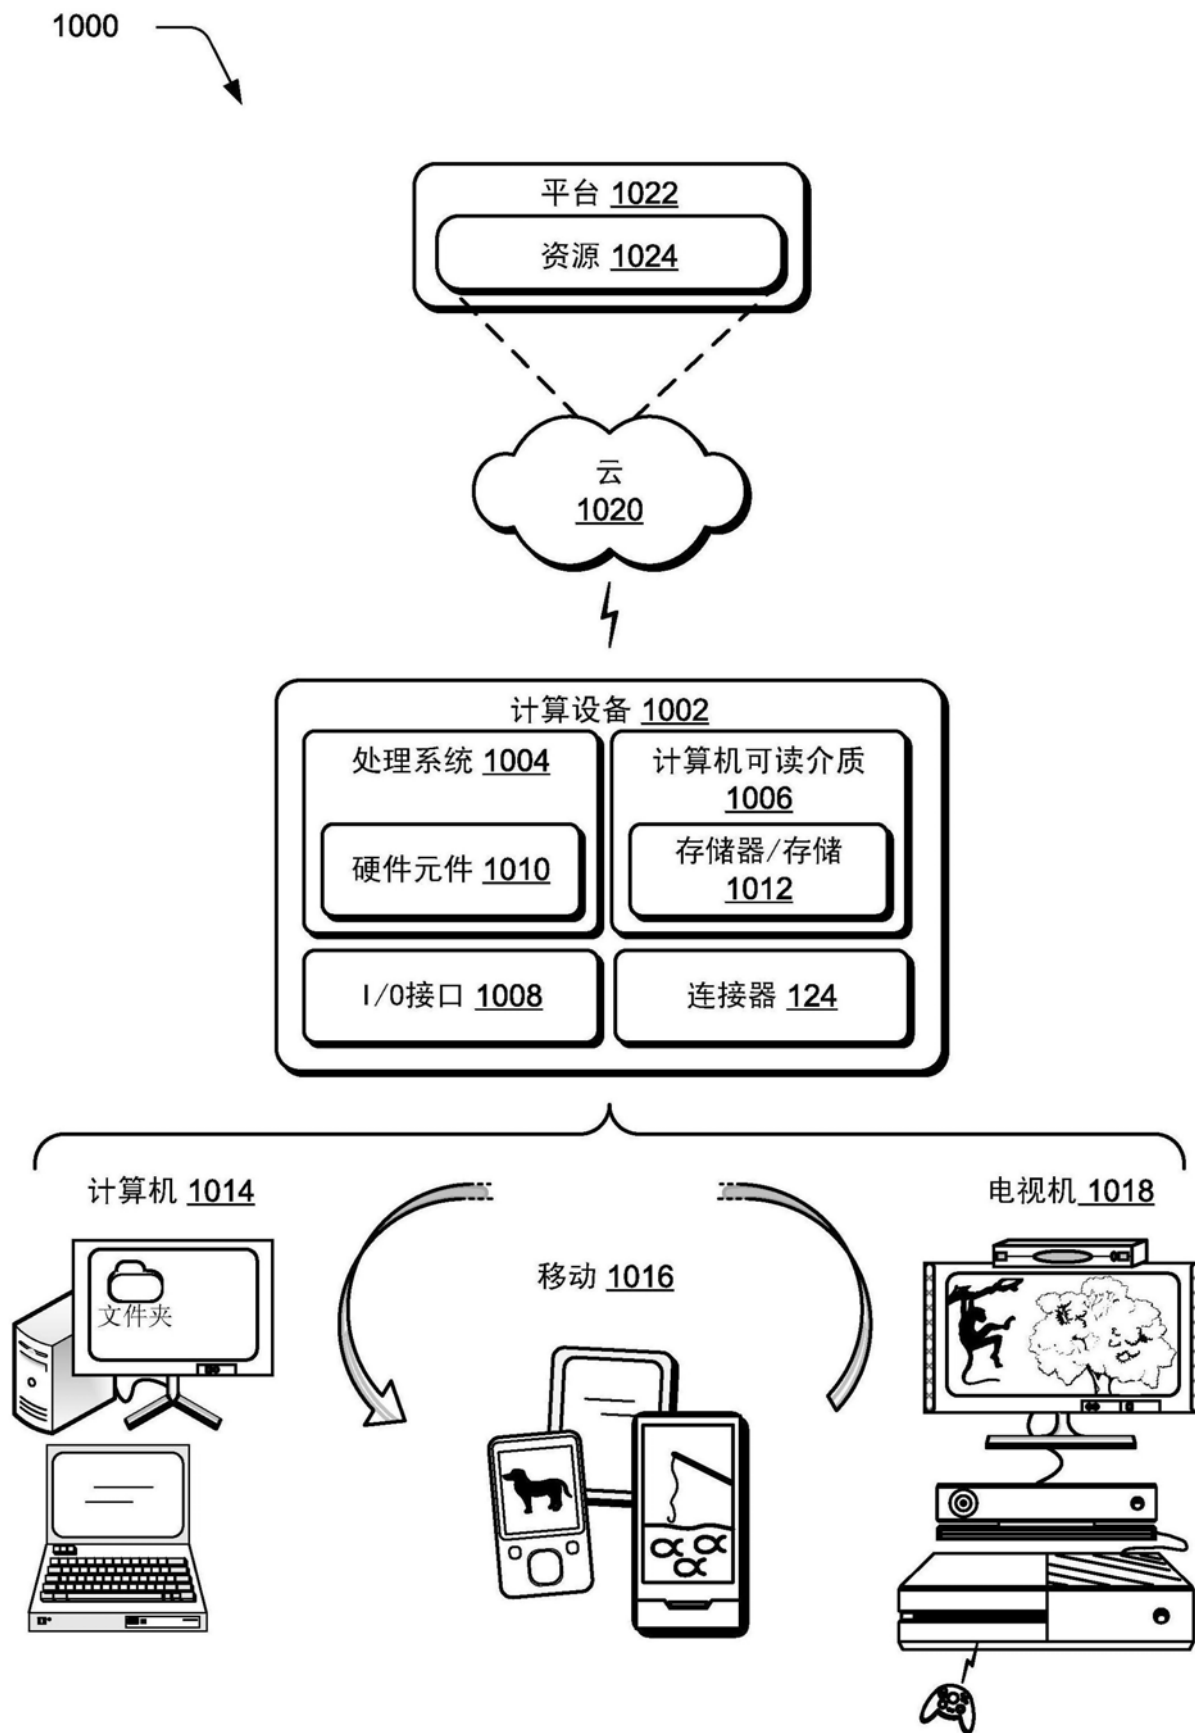 1000
平台 1022
资源 1024
云
1020
计算设备 1002
处理系统 1004
硬件元件 1010
计算机可读介质
1006
存储器/存储
1012
I/O接口 1008
连接器 124
计算机 1014
移动 1016
电视机 1018
文件夹